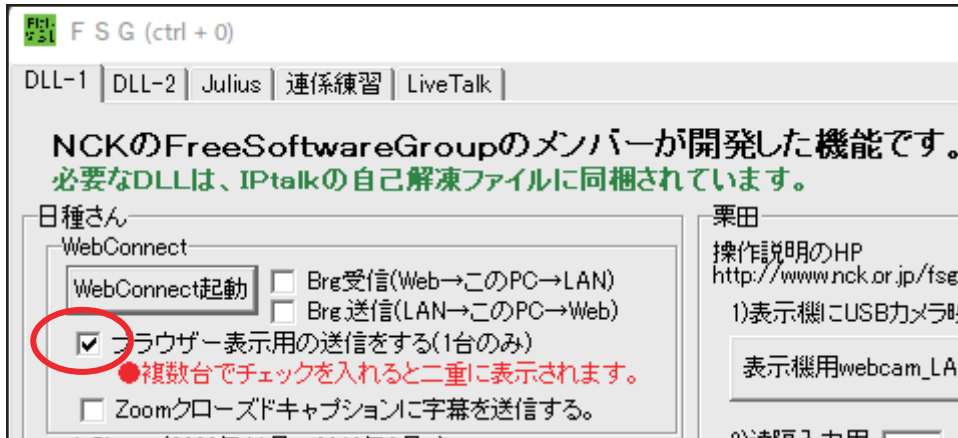 F S G (ctrl + 0)
DLL-1 DLL-2 Julius 連係練習 LiveTalk
NCKのFreeSoftwareGroupのメンバーが開発した機能です。
必要なDLLは、IPtalkの自己解凍ファイルに同梱されています。
日種さん
WebConnect
WebConnect起動
Brg受信(Web→このPC→LAN)
Brg送信(LAN→このPC→Web)
ブラウザー表示用の送信をする(1台のみ)
●複数台でチェックを入れると二重に表示されます。
Zoomクローズドキャプションに字幕を送信する。
栗田
操作説明のHP
http://www.nck.or.jp/fsg
1)表示機にUSBカメラ
表示機用webcam_LA